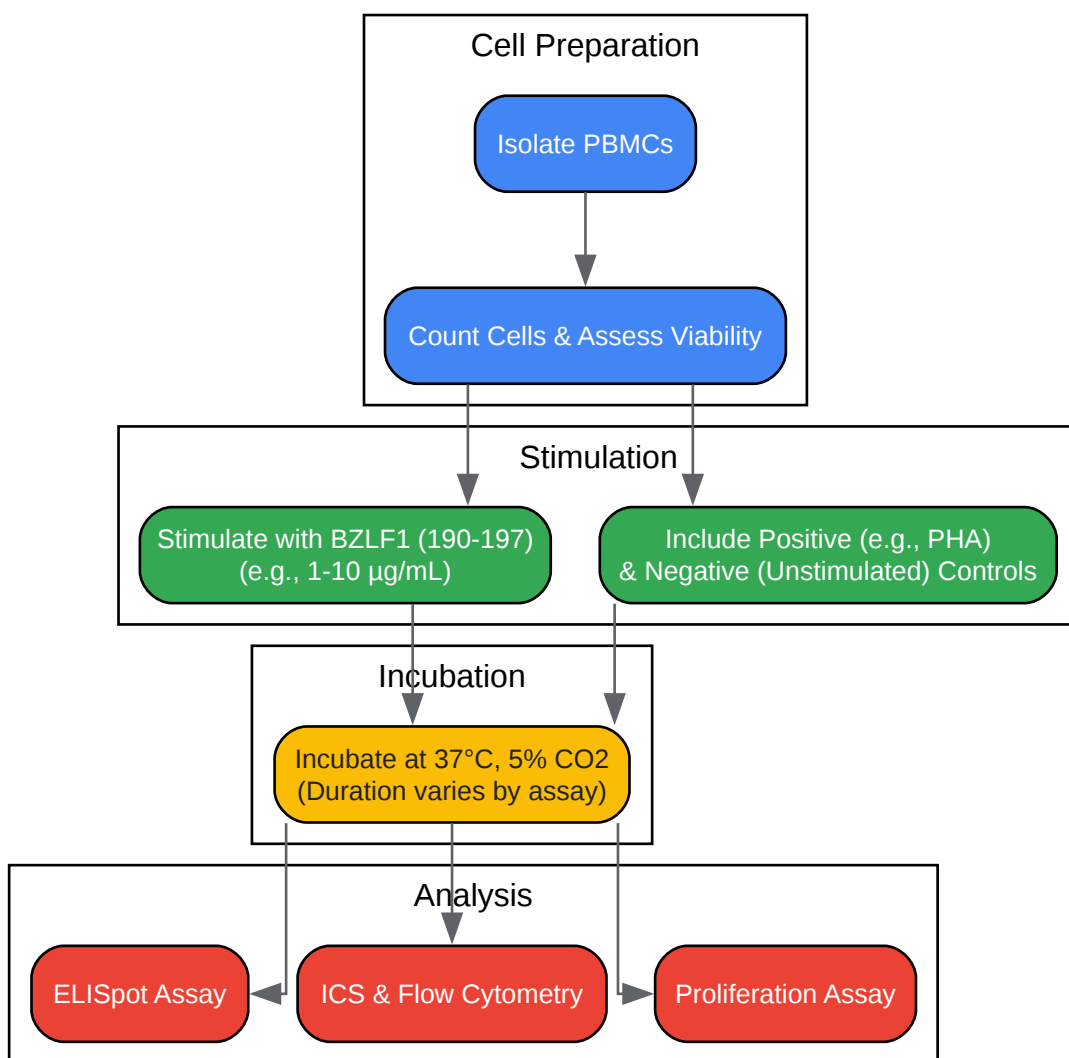 Cell Preparation
Isolate PBMCs
Count Cells & Assess Viability
Stimulation
Stimulate with BZLF1 (190-197)
(e.g., 1-10 µg/mL)
Include Positive (e.g., PHA)
& Negative (Unstimulated) Controls
Incubation
Incubate at 37°C, 5% CO2
(Duration varies by assay)
Analysis
ELISpot Assay
ICS & Flow Cytometry
Proliferation Assay